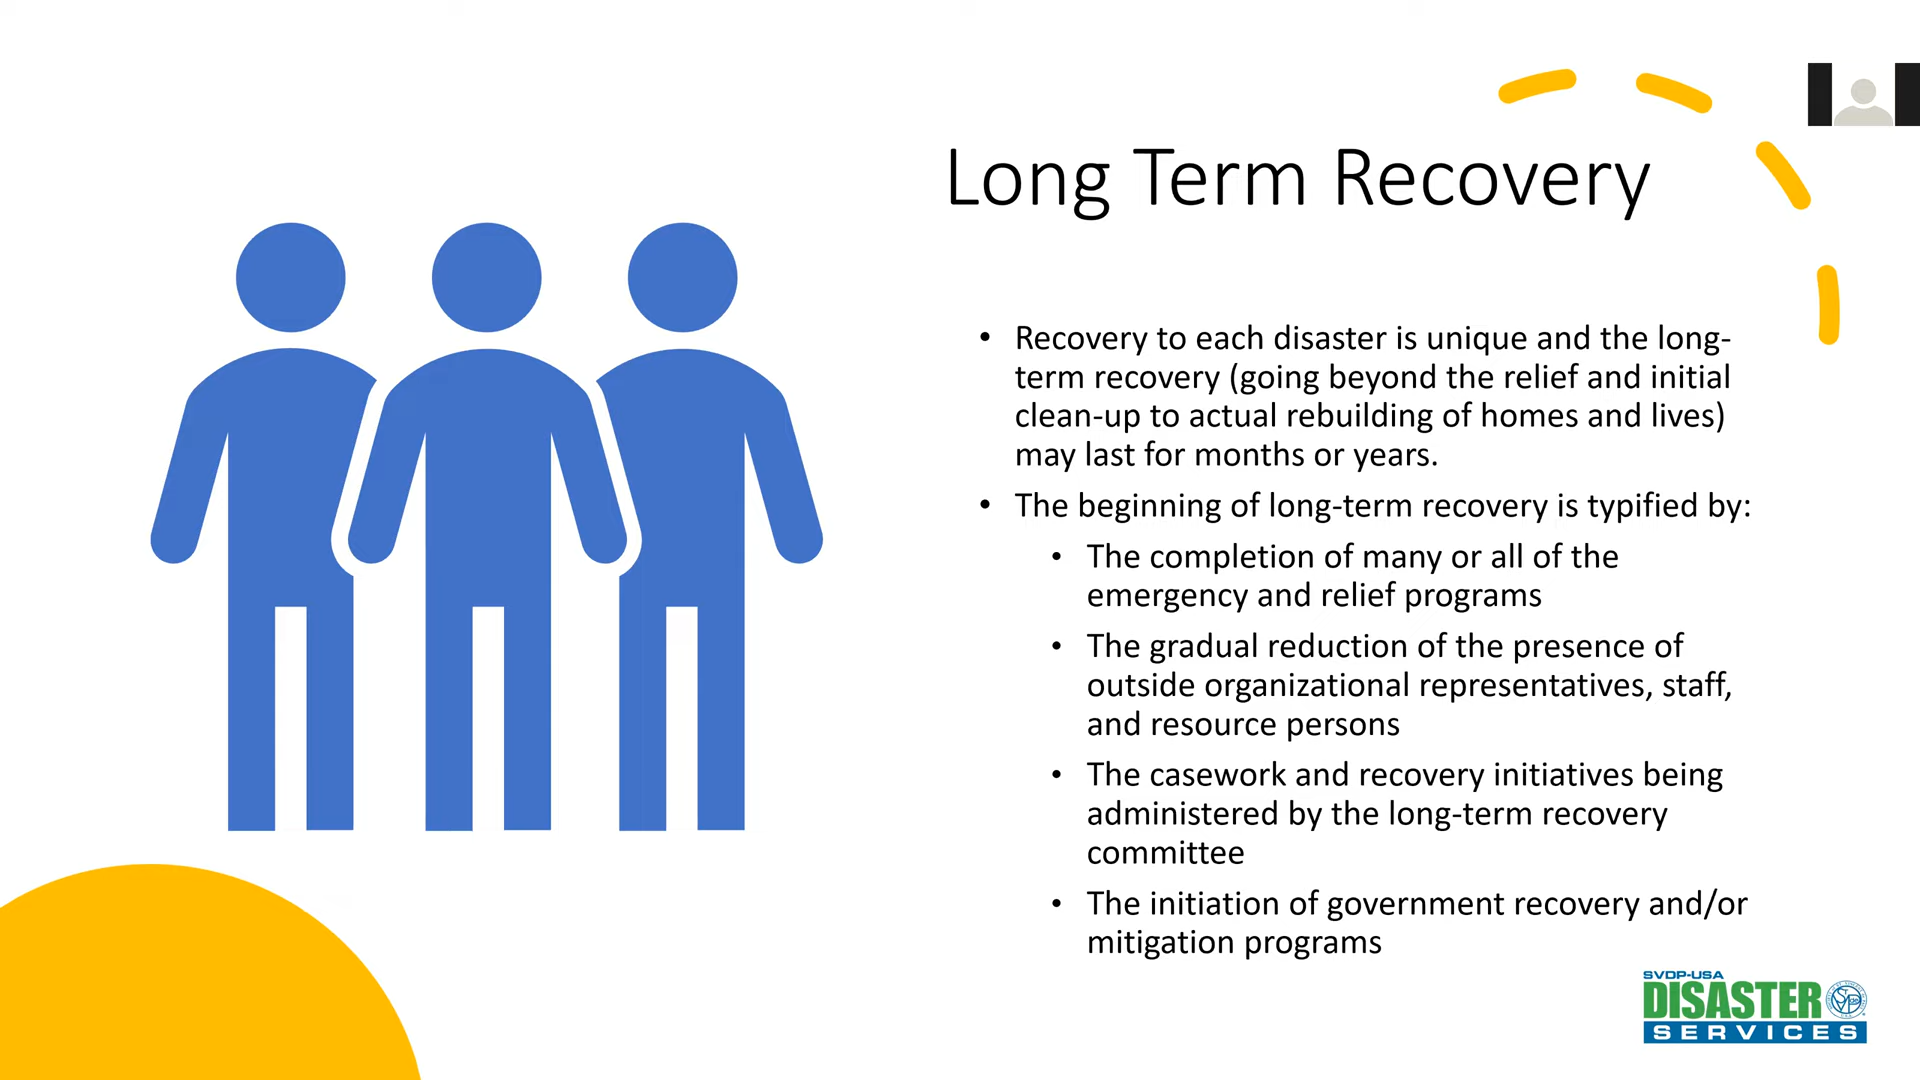 Long Term Recovery
• Recovery to each disaster is unique and the long-
term recovery (going beyond the relief and initial
clean-up to actual rebuilding of homes and lives)
may last for months or years.
• The beginning of long-term recovery is typified by:
• The completion of many or all of the
emergency and relief programs
• The gradual reduction of the presence of
outside organizational representatives, staff,
and resource persons
• The casework and recovery initiatives being
administered by the long-term recovery
committee
• The initiation of government recovery and/or
mitigation programs
SVDP-USA
DISASTER
SERVICES